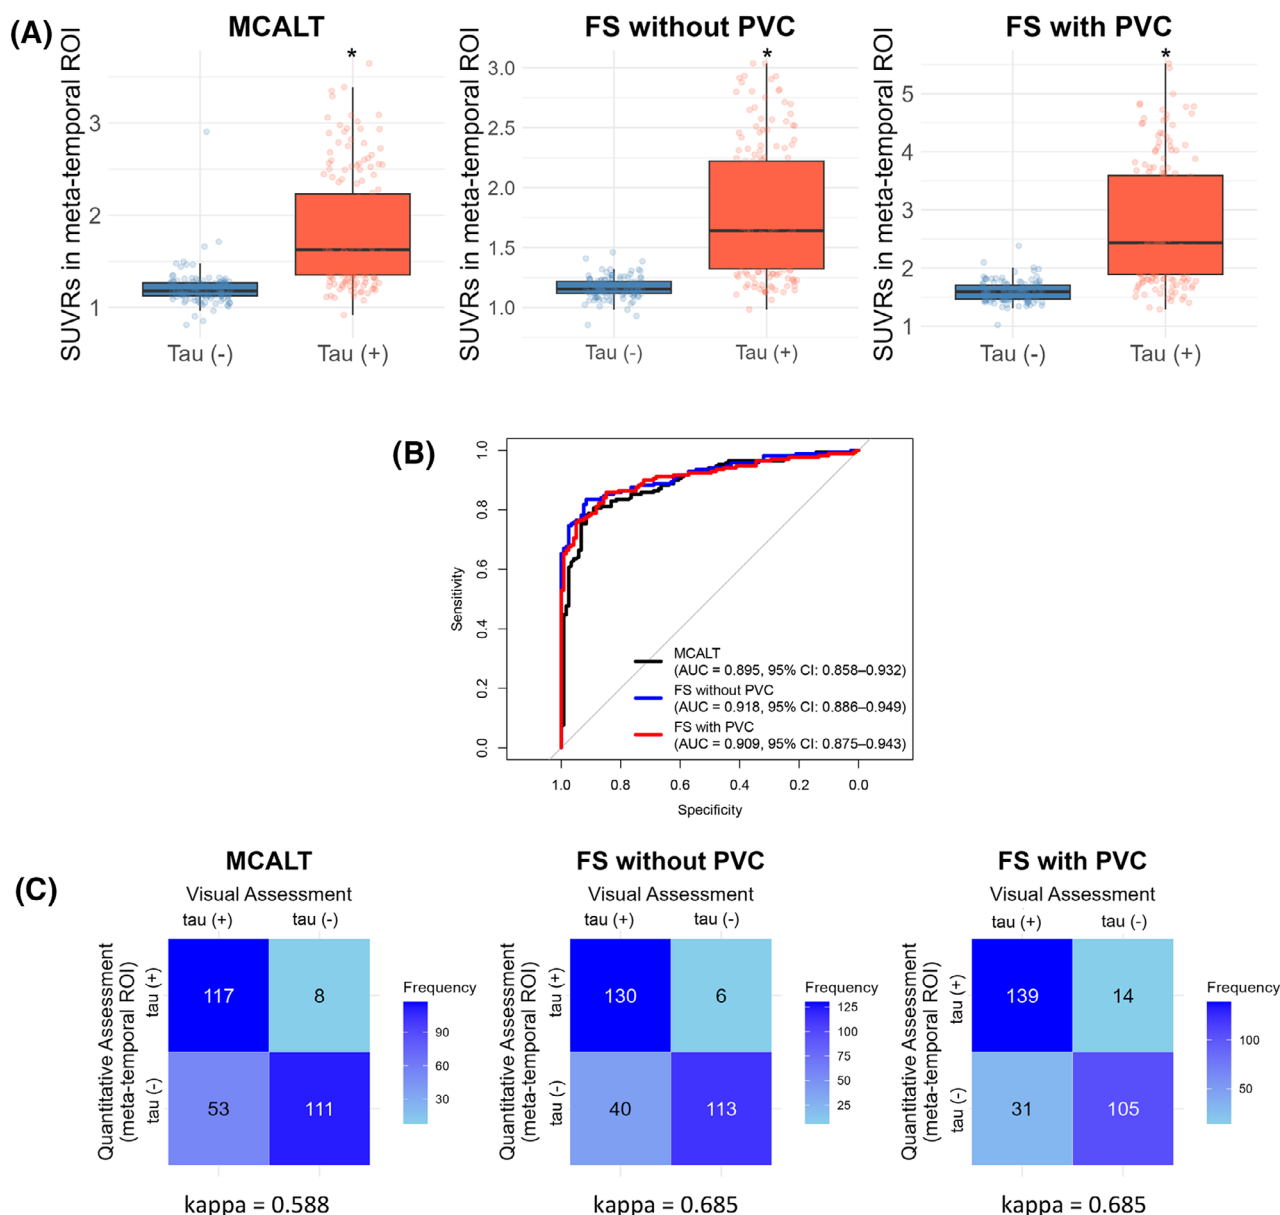 (A)
MCALT
FS without PVC
FS with PVC
SUVRs in meta-temporal ROI
3
2
1
*
Tau (-)
Tau (+)
SUVRs in meta-temporal ROI
3.0
2.5
2.0
1.5
1.0
*
Tau (-)
Tau (+)
SUVRs in meta-temporal ROI
5
4
3
2
1
*
Tau (-)
Tau (+)
(B)
Sensitivity
1.0
0.8
0.6
0.4
0.2
0.0
MCALT
(AUC = 0.895, 95% CI: 0.858–0.932)
FS without PVC
(AUC = 0.918, 95% CI: 0.886–0.949)
FS with PVC
(AUC = 0.909, 95% CI: 0.875–0.943)
1.0 0.8 0.6 0.4 0.2 0.0
Specificity
(C)
MCALT
Visual Assessment
tau (+) tau (-)
Quantitative Assessment
(meta-temporal ROI)
tau (+)
tau (-)
117 8
53 111
Frequency
90
60
30
kappa = 0.588
FS without PVC
Visual Assessment
tau (+) tau (-)
Quantitative Assessment
(meta-temporal ROI)
tau (+)
tau (-)
130 6
40 113
Frequency
125
100
75
50
25
kappa = 0.685
FS with PVC
Visual Assessment
tau (+) tau (-)
Quantitative Assessment
(meta-temporal ROI)
tau (+)
tau (-)
139 14
31 105
Frequency
100
50
kappa = 0.685